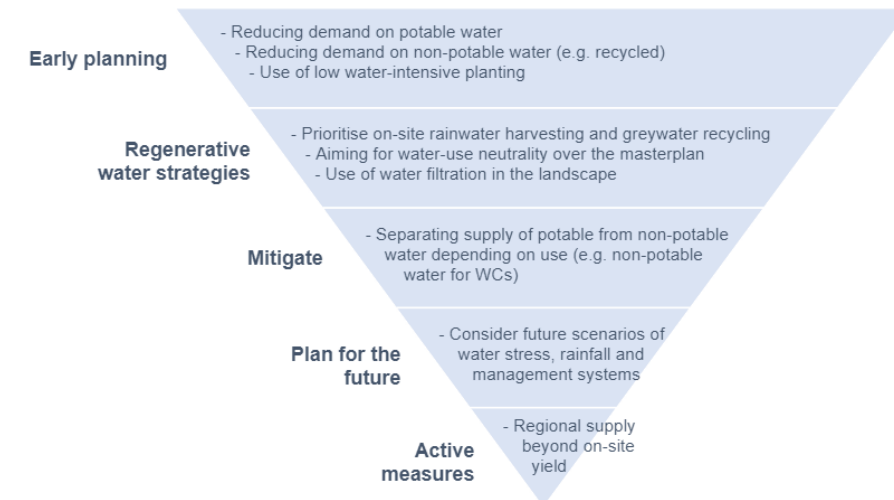 Early planning
- Reducing demand on potable water
- Reducing demand on non-potable water (e.g. recycled)
- Use of low water-intensive planting
Regenerative
water strategies
- Prioritise on-site rainwater harvesting and greywater recycling
- Aiming for water-use neutrality over the masterplan
- Use of water filtration in the landscape
Mitigate
- Separating supply of potable from non-potable
water depending on use (e.g. non-potable
water for WCs)
Plan for the
future
- Consider future scenarios of
water stress, rainfall and
management systems
Active
measures
- Regional supply
beyond on-site
yield